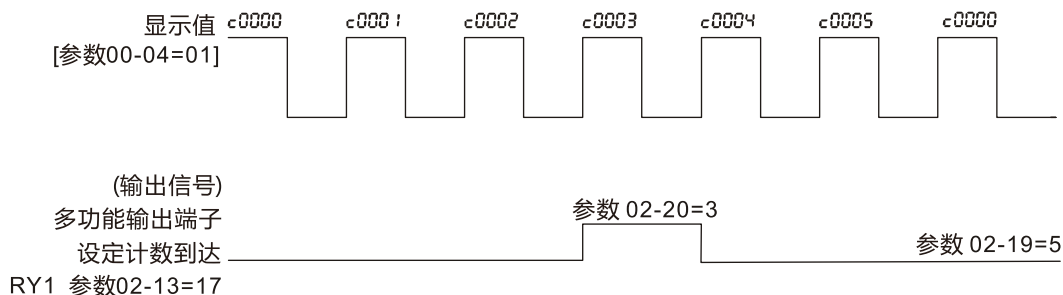 显示值 c0000 c0001 c0002 c0003 c0004 c0005 c0000
[参数00-04=01]
(输出信号)
多功能输出端子 参数 02-20=3
设定计数到达 参数 02-19=5
RY1 参数02-13=17